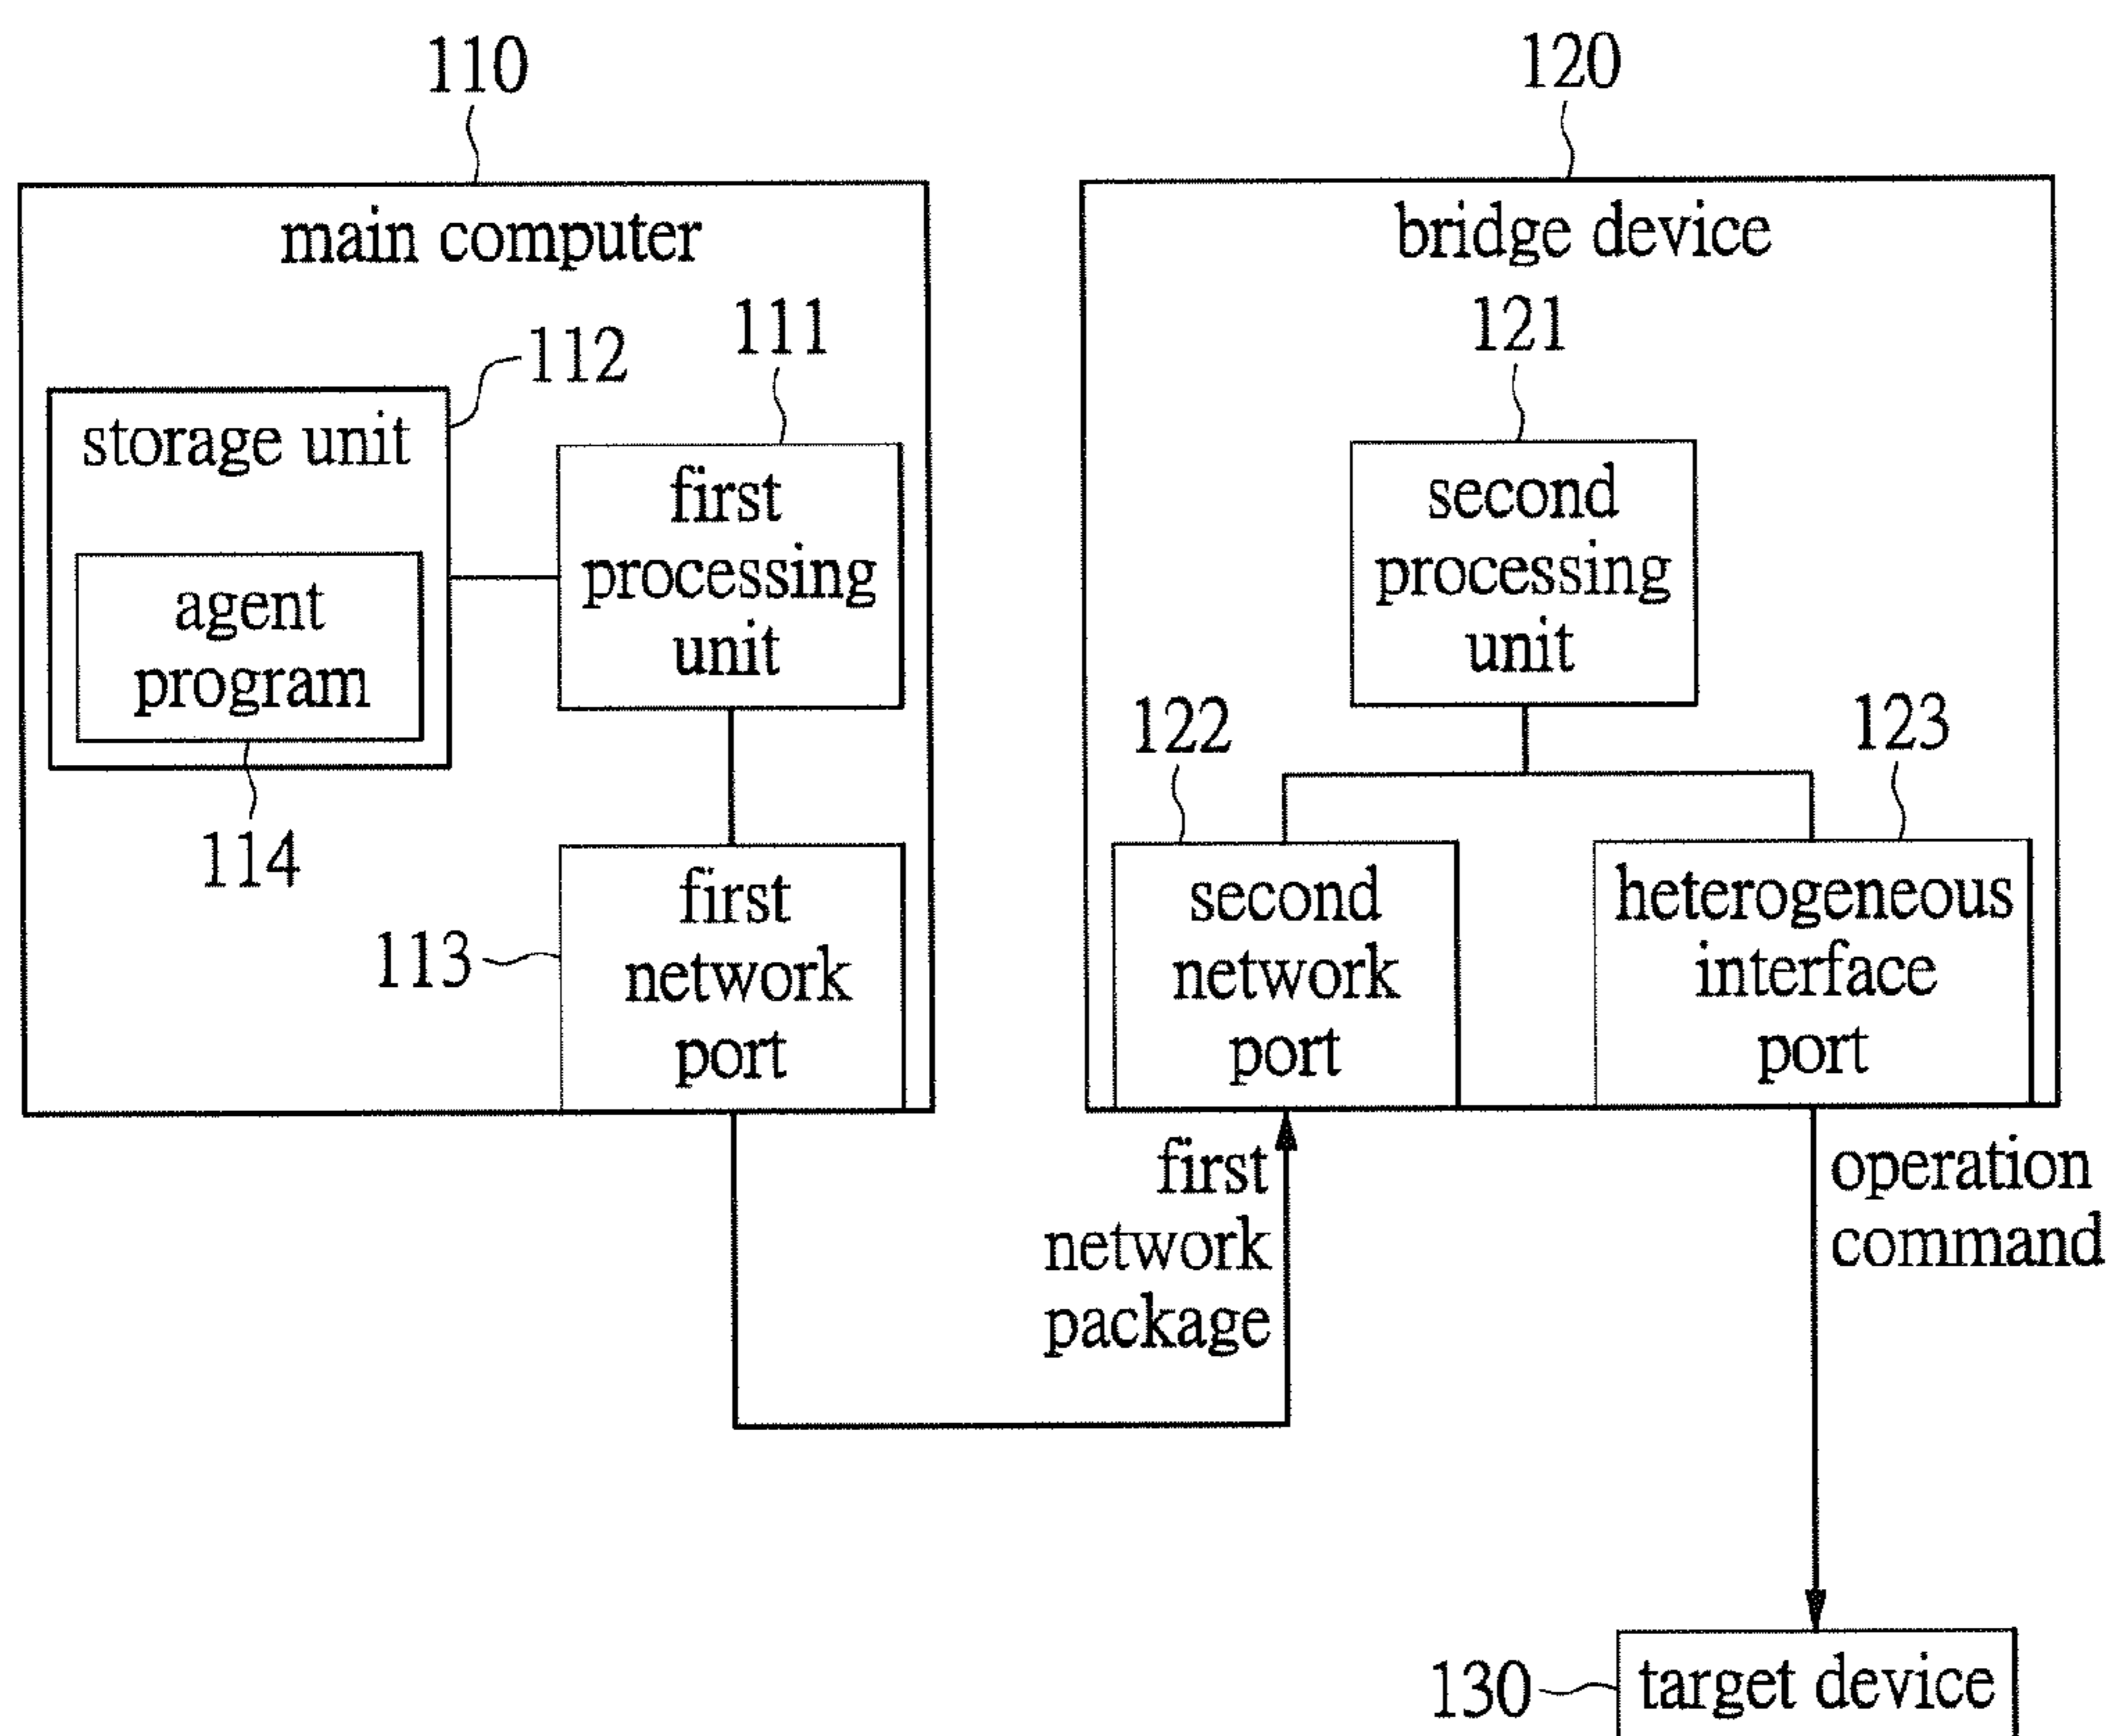 110
main computer
112
111
storage unit
agent
program
114
first
processing
unit
113
first
network
port
120
bridge device
121
second
processing
unit
122
123
second
network
port
heterogeneous
interface
port
first
network
package
operation
command
130
target device